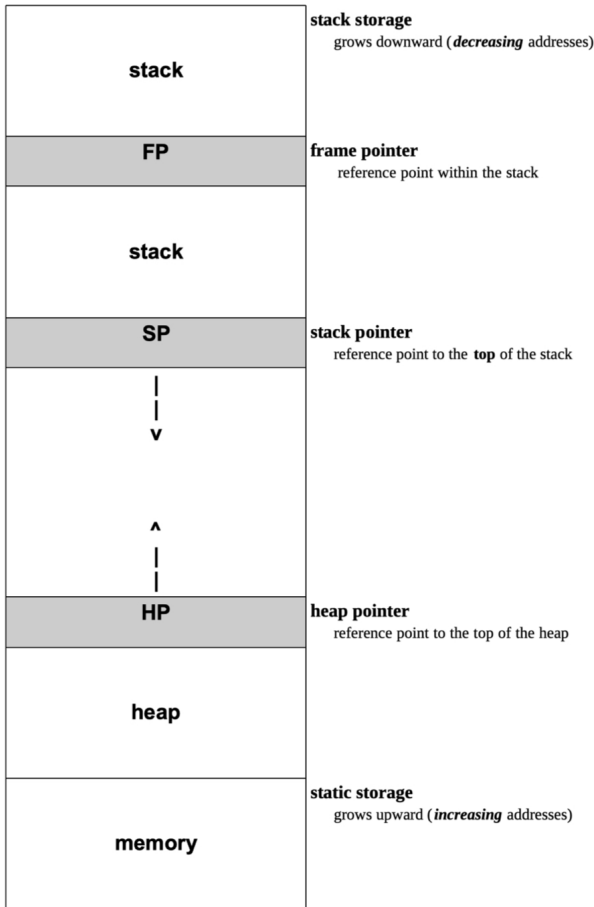 stack storage
grows downward (decreasing addresses)
stack
FP
frame pointer
reference point within the stack
stack
SP
stack pointer
reference point to the top of the stack
|
|
v
^
|
|
HP
heap pointer
reference point to the top of the heap
heap
static storage
grows upward (increasing addresses)
memory